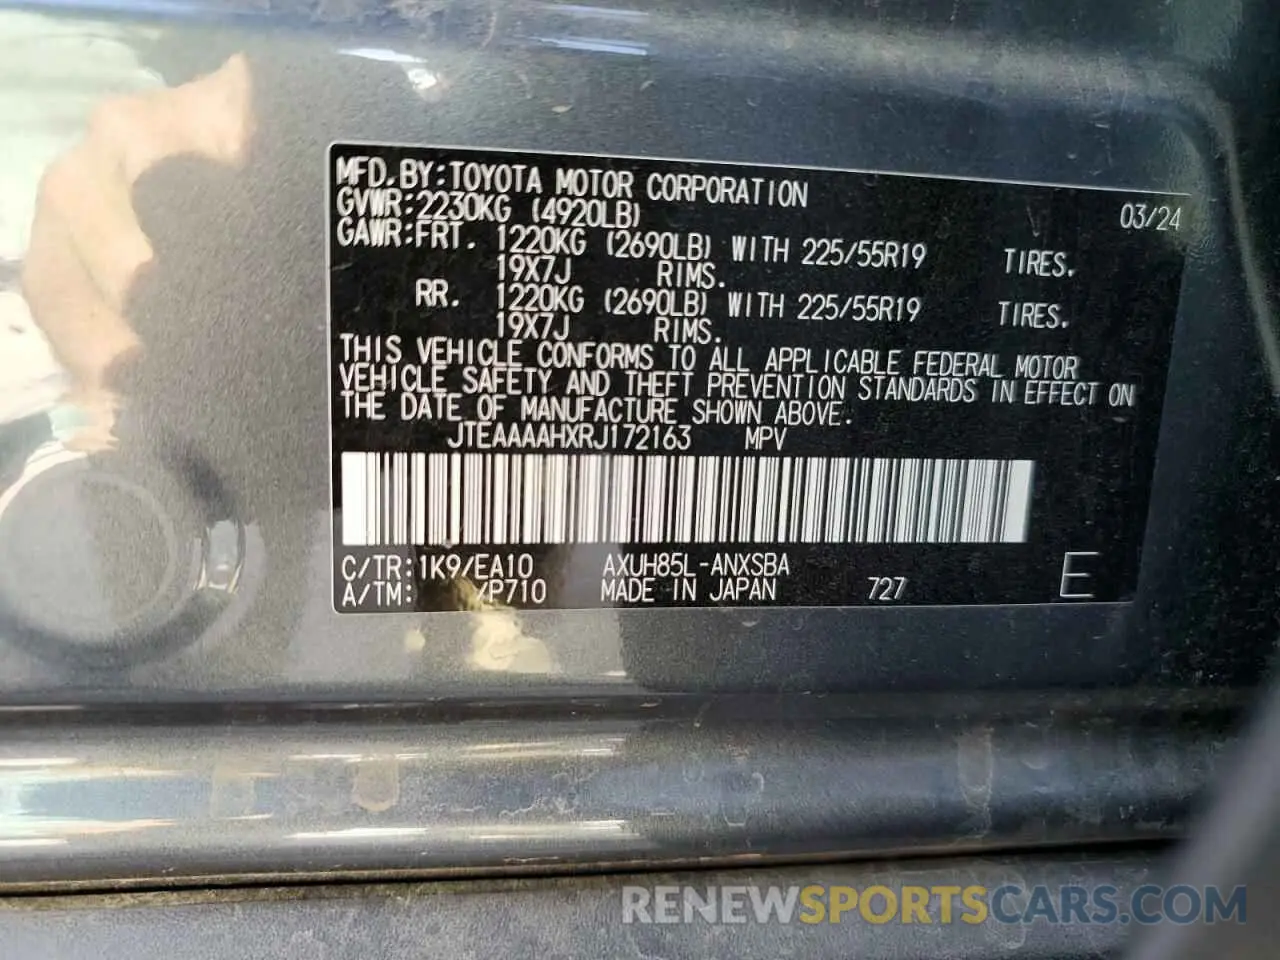 MFD. BY: TOYOTA MOTOR CORPORATION 03/24
GVWR: 2230KG (4920LB)
GAWR: FRT. 1220KG (2690LB) WITH 225/55R19 TIRES.
19X7J RIMS.
RR. 1220KG (2690LB) WITH 225/55R19 TIRES.
19X7J RIMS.
THIS VEHICLE CONFORMS TO ALL APPLICABLE FEDERAL MOTOR
VEHICLE SAFETY AND THEFT PREVENTION STANDARDS IN EFFECT ON
THE DATE OF MANUFACTURE SHOWN ABOVE.
JTEAAAAHXRJ172163 MPV
C/TR: 1K9/EA10 AXUH85L-ANXSBA
A/TM: /P710 MADE IN JAPAN 727 E
RENEWSPORTSCARS.COM